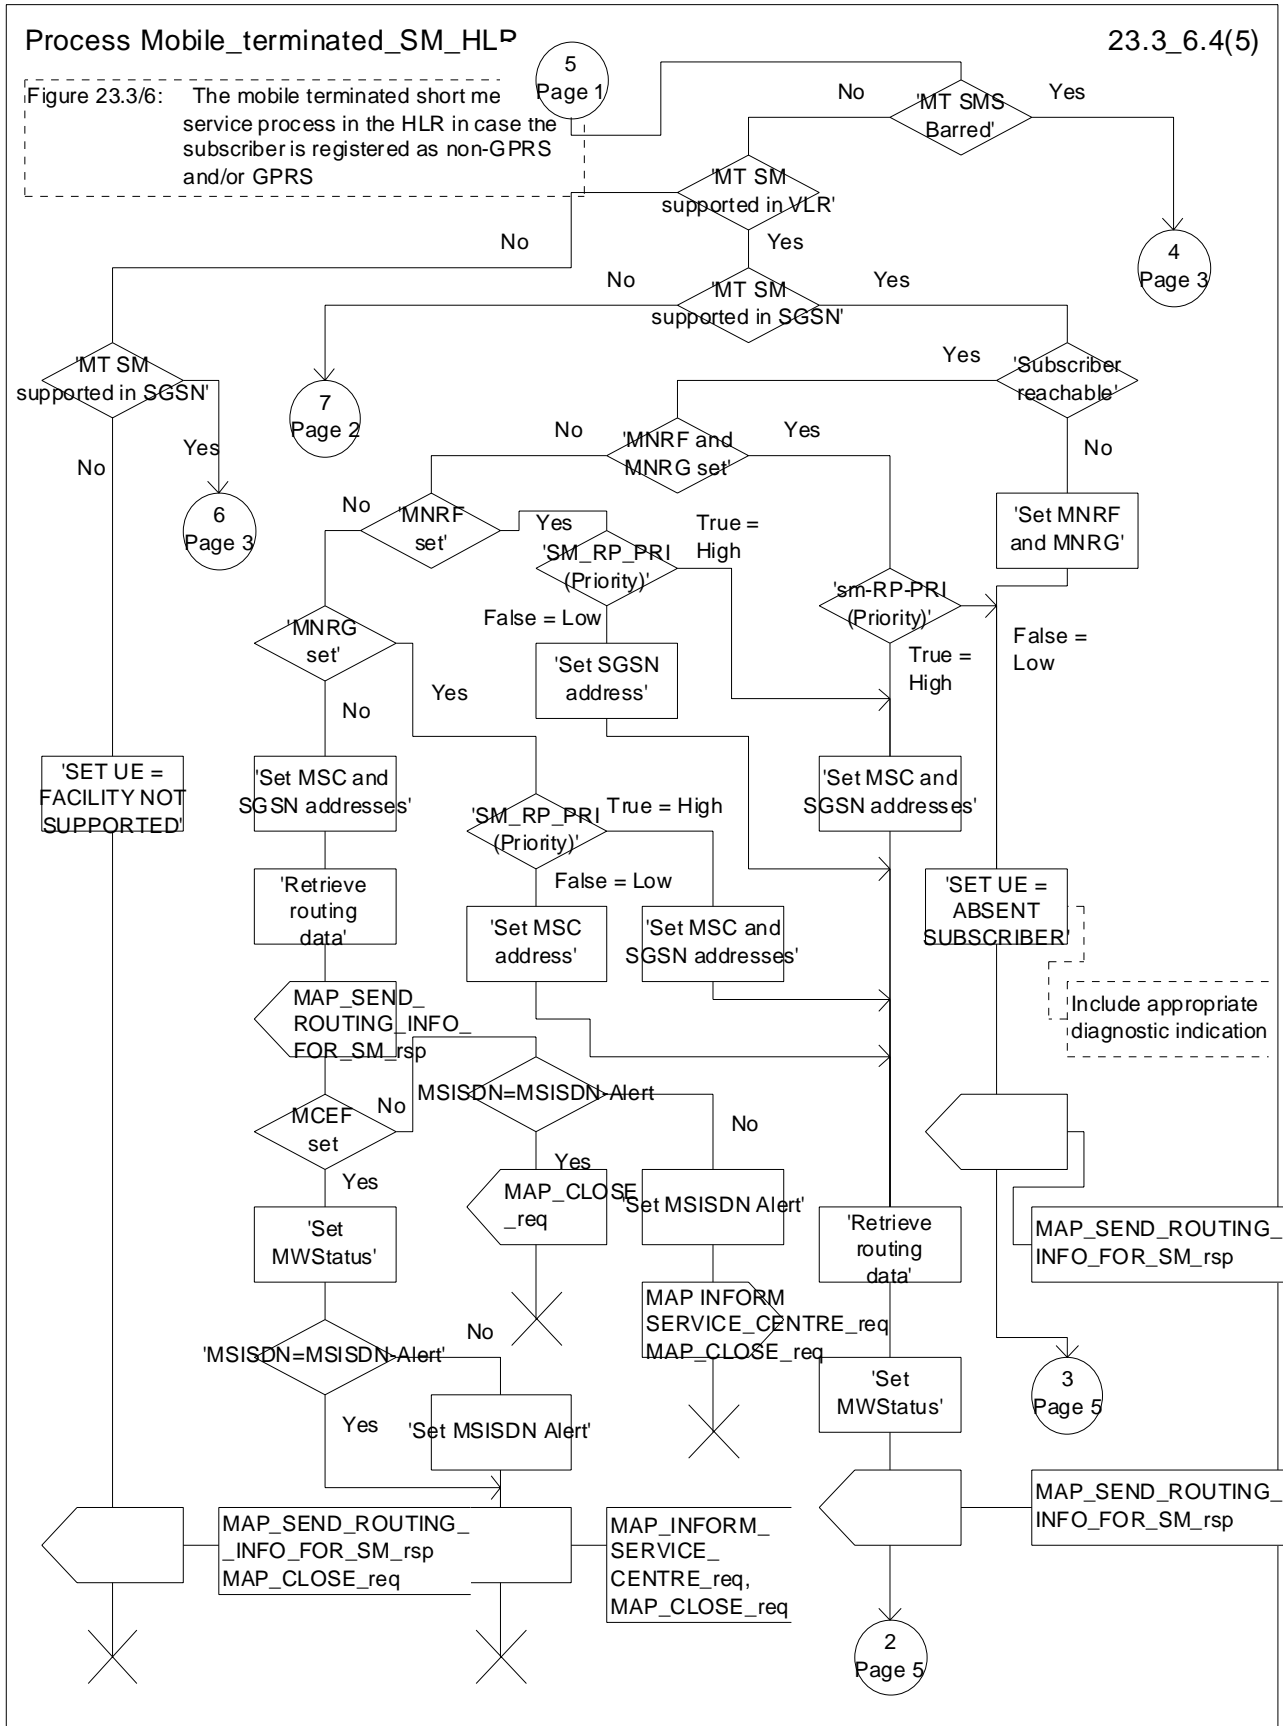 Process Mobile_terminated_SM_HLR
23.3_6.4(5)
5
Page 1
Figure 23.3/6: The mobile terminated short me
service process in the HLR in case the
subscriber is registered as non-GPRS
and/or GPRS
No
'MT SMS
Barred'
Yes
'MT SM
supported in VLR'
No
Yes
4
Page 3
No
'MT SM
supported in SGSN'
Yes
'MT SM
supported in SGSN'
7
Page 2
Yes
'Subscriber
reachable'
No
Yes
No
'MNRF and
MNRG set'
Yes
No
6
Page 3
No
'MNRF
set'
Yes
'SM_RP_PRI
(Priority)'
True =
High
'Set MNRF
and MNRG'
'sm-RP-PRI
(Priority)'
False = Low
False =
Low
True =
High
'MNRG
set'
Yes
No
'Set SGSN
address'
'SET UE =
FACILITY NOT
SUPPORTED'
'Set MSC and
SGSN addresses'
'SM_RP_PRI
(Priority)'
True = High
'Set MSC and
SGSN addresses'
False = Low
'Retrieve
routing
data'
'Set MSC
address'
'Set MSC and
SGSN addresses'
'SET UE =
ABSENT
SUBSCRIBER'
Include appropriate
diagnostic indication
MAP_SEND_
ROUTING_INFO_
FOR_SM_rsp
MSISDN=MSISDN-Alert
No
MCEF
set
No
Yes
Yes
MAP_CLOSE
_req
'Set MSISDN Alert'
'Set
MWStatus'
'Retrieve
routing
data'
MAP_SEND_ROUTING_
INFO_FOR_SM_rsp
MAP INFORM
SERVICE_CENTRE_req
MAP_CLOSE_req
'MSISDN=MSISDN-Alert'
No
Yes
'Set MSISDN Alert'
'Set
MWStatus'
3
Page 5
MAP_SEND_ROUTING_
_INFO_FOR_SM_rsp
MAP_CLOSE_req
MAP_INFORM_
SERVICE_
CENTRE_req,
MAP_CLOSE_req
MAP_SEND_ROUTING_
INFO_FOR_SM_rsp
2
Page 5